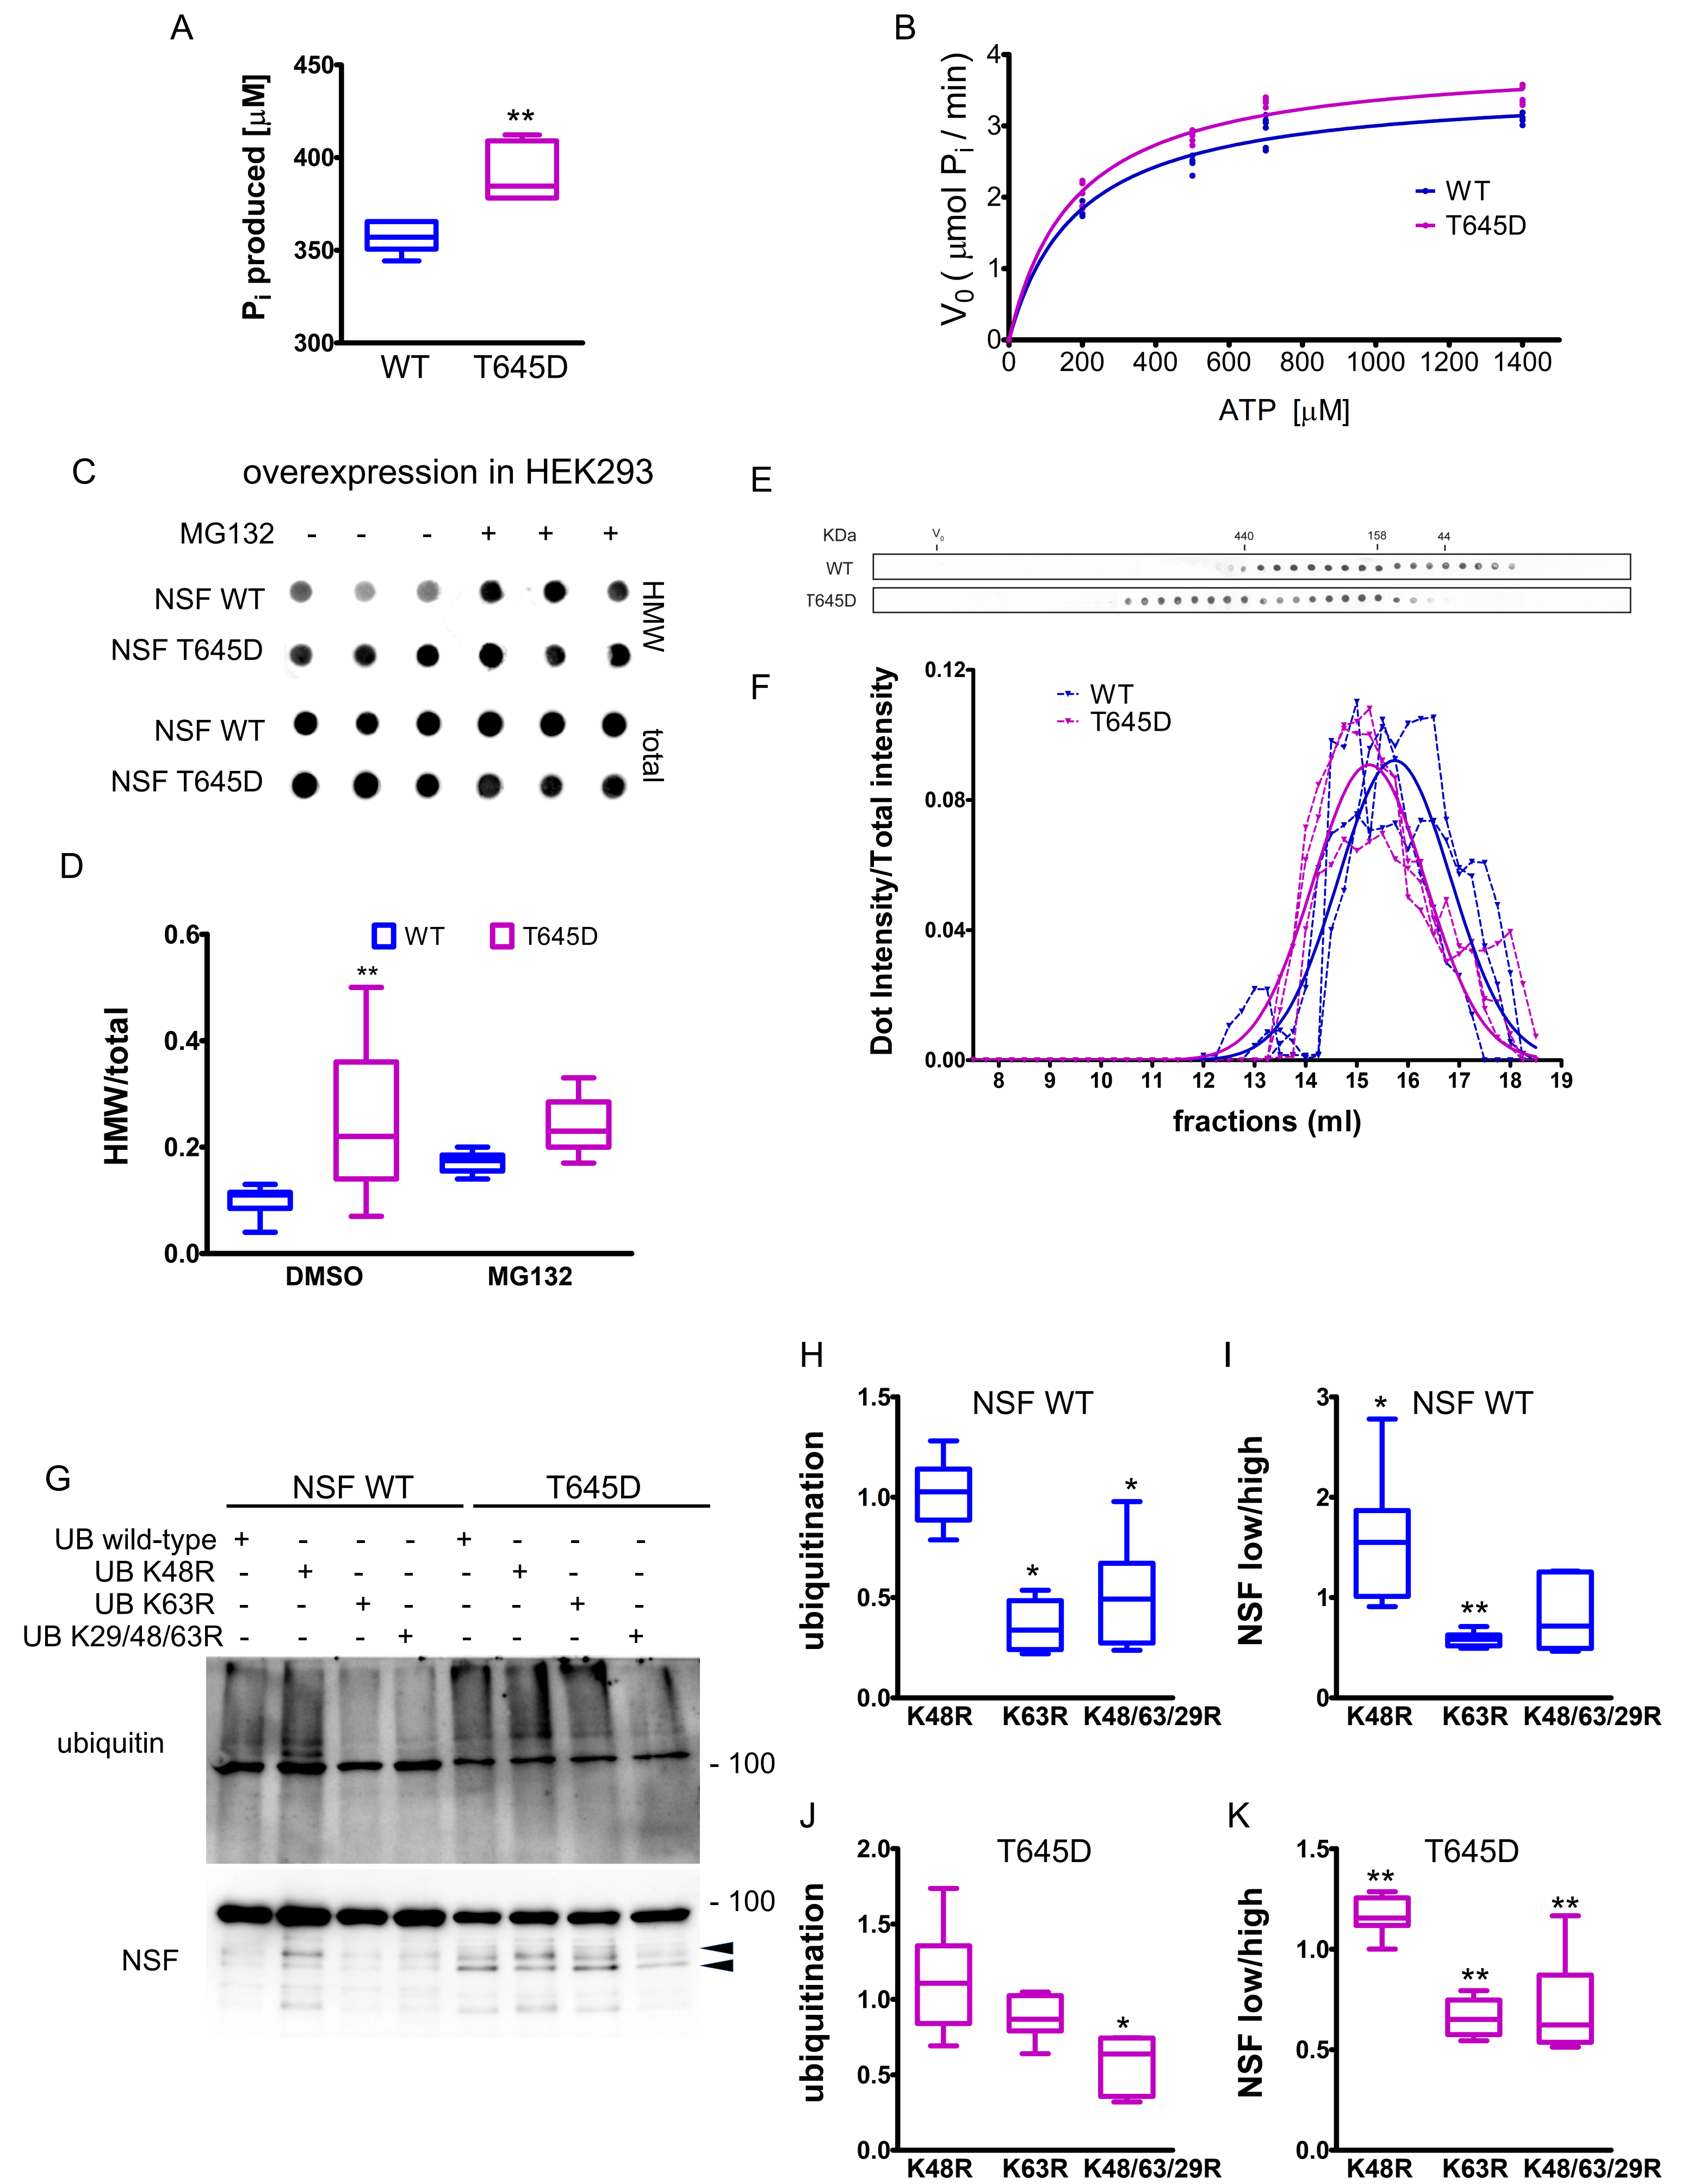 A
450
400
350
300
Pi produced [µM]
**
WT T645D
B
4
3
2
1
0
V0 ( µmol Pi / min)
WT
T645D
0 200 400 600 800 1000 1200 1400
ATP [µM]
C
overexpression in HEK293
MG132 - - - + + +
NSF WT
NSF T645D
HMW
NSF WT
NSF T645D
total
D
0.6
0.4
0.2
0.0
HMW/total
WT T645D
**
DMSO MG132
E
KDa V0 440 158 44
WT
T645D
F
0.12
0.08
0.04
0.00
Dot Intensity/Total intensity
WT
T645D
8 9 10 11 12 13 14 15 16 17 18 19
fractions (ml)
G
NSF WT T645D
UB wild-type + - - - + - - -
UB K48R - + - - - + - -
UB K63R - - + - - - + -
UB K29/48/63R - - - + - - - +
ubiquitin
- 100
- 100
NSF
H
NSF WT
1.5
1.0
0.5
0.0
ubiquitination
*
*
K48R K63R K48/63/29R
I
NSF WT
3
2
1
0
NSF low/high
*
**
K48R K63R K48/63/29R
J
T645D
2.0
1.5
1.0
0.5
0.0
ubiquitination
*
K48R K63R K48/63/29R
K
T645D
1.5
1.0
0.5
0.0
NSF low/high
**
**
**
K48R K63R K48/63/29R